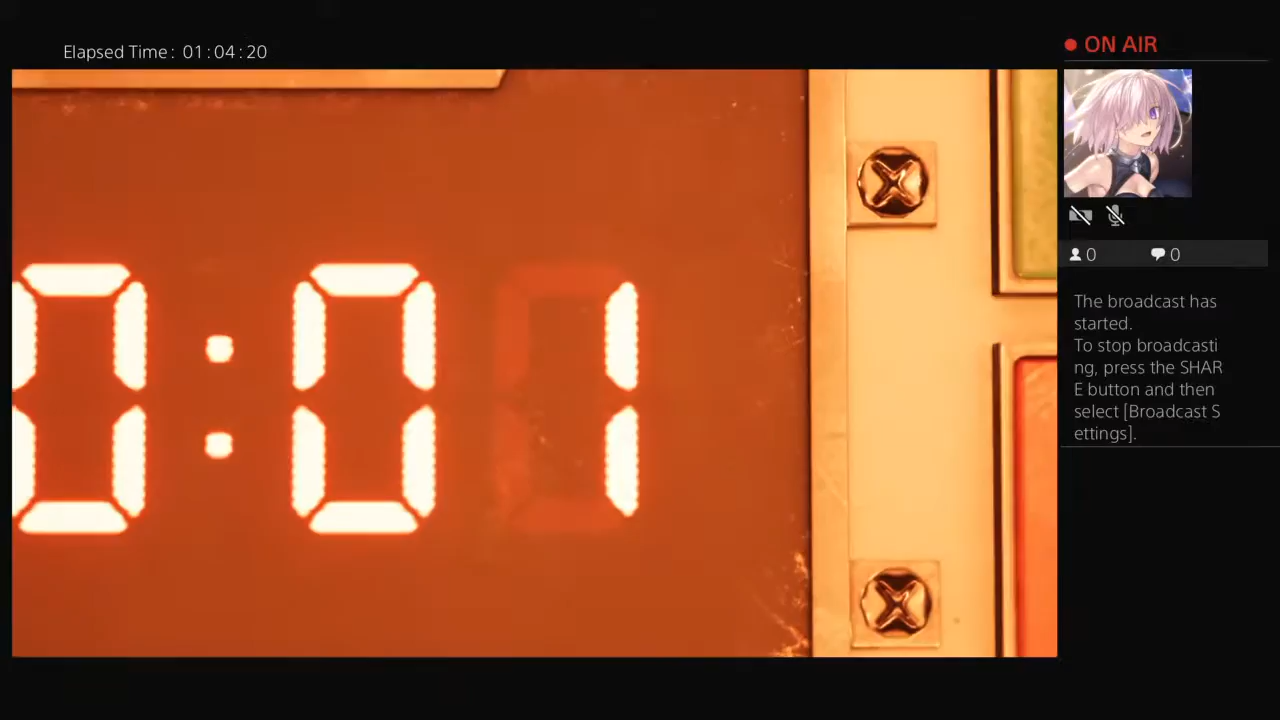 Elapsed Time: 01:04:20
ON AIR
0:01
0
0
The broadcast has
started.
To stop broadcasti
ng, press the SHAR
E button and then
select [Broadcast S
ettings].